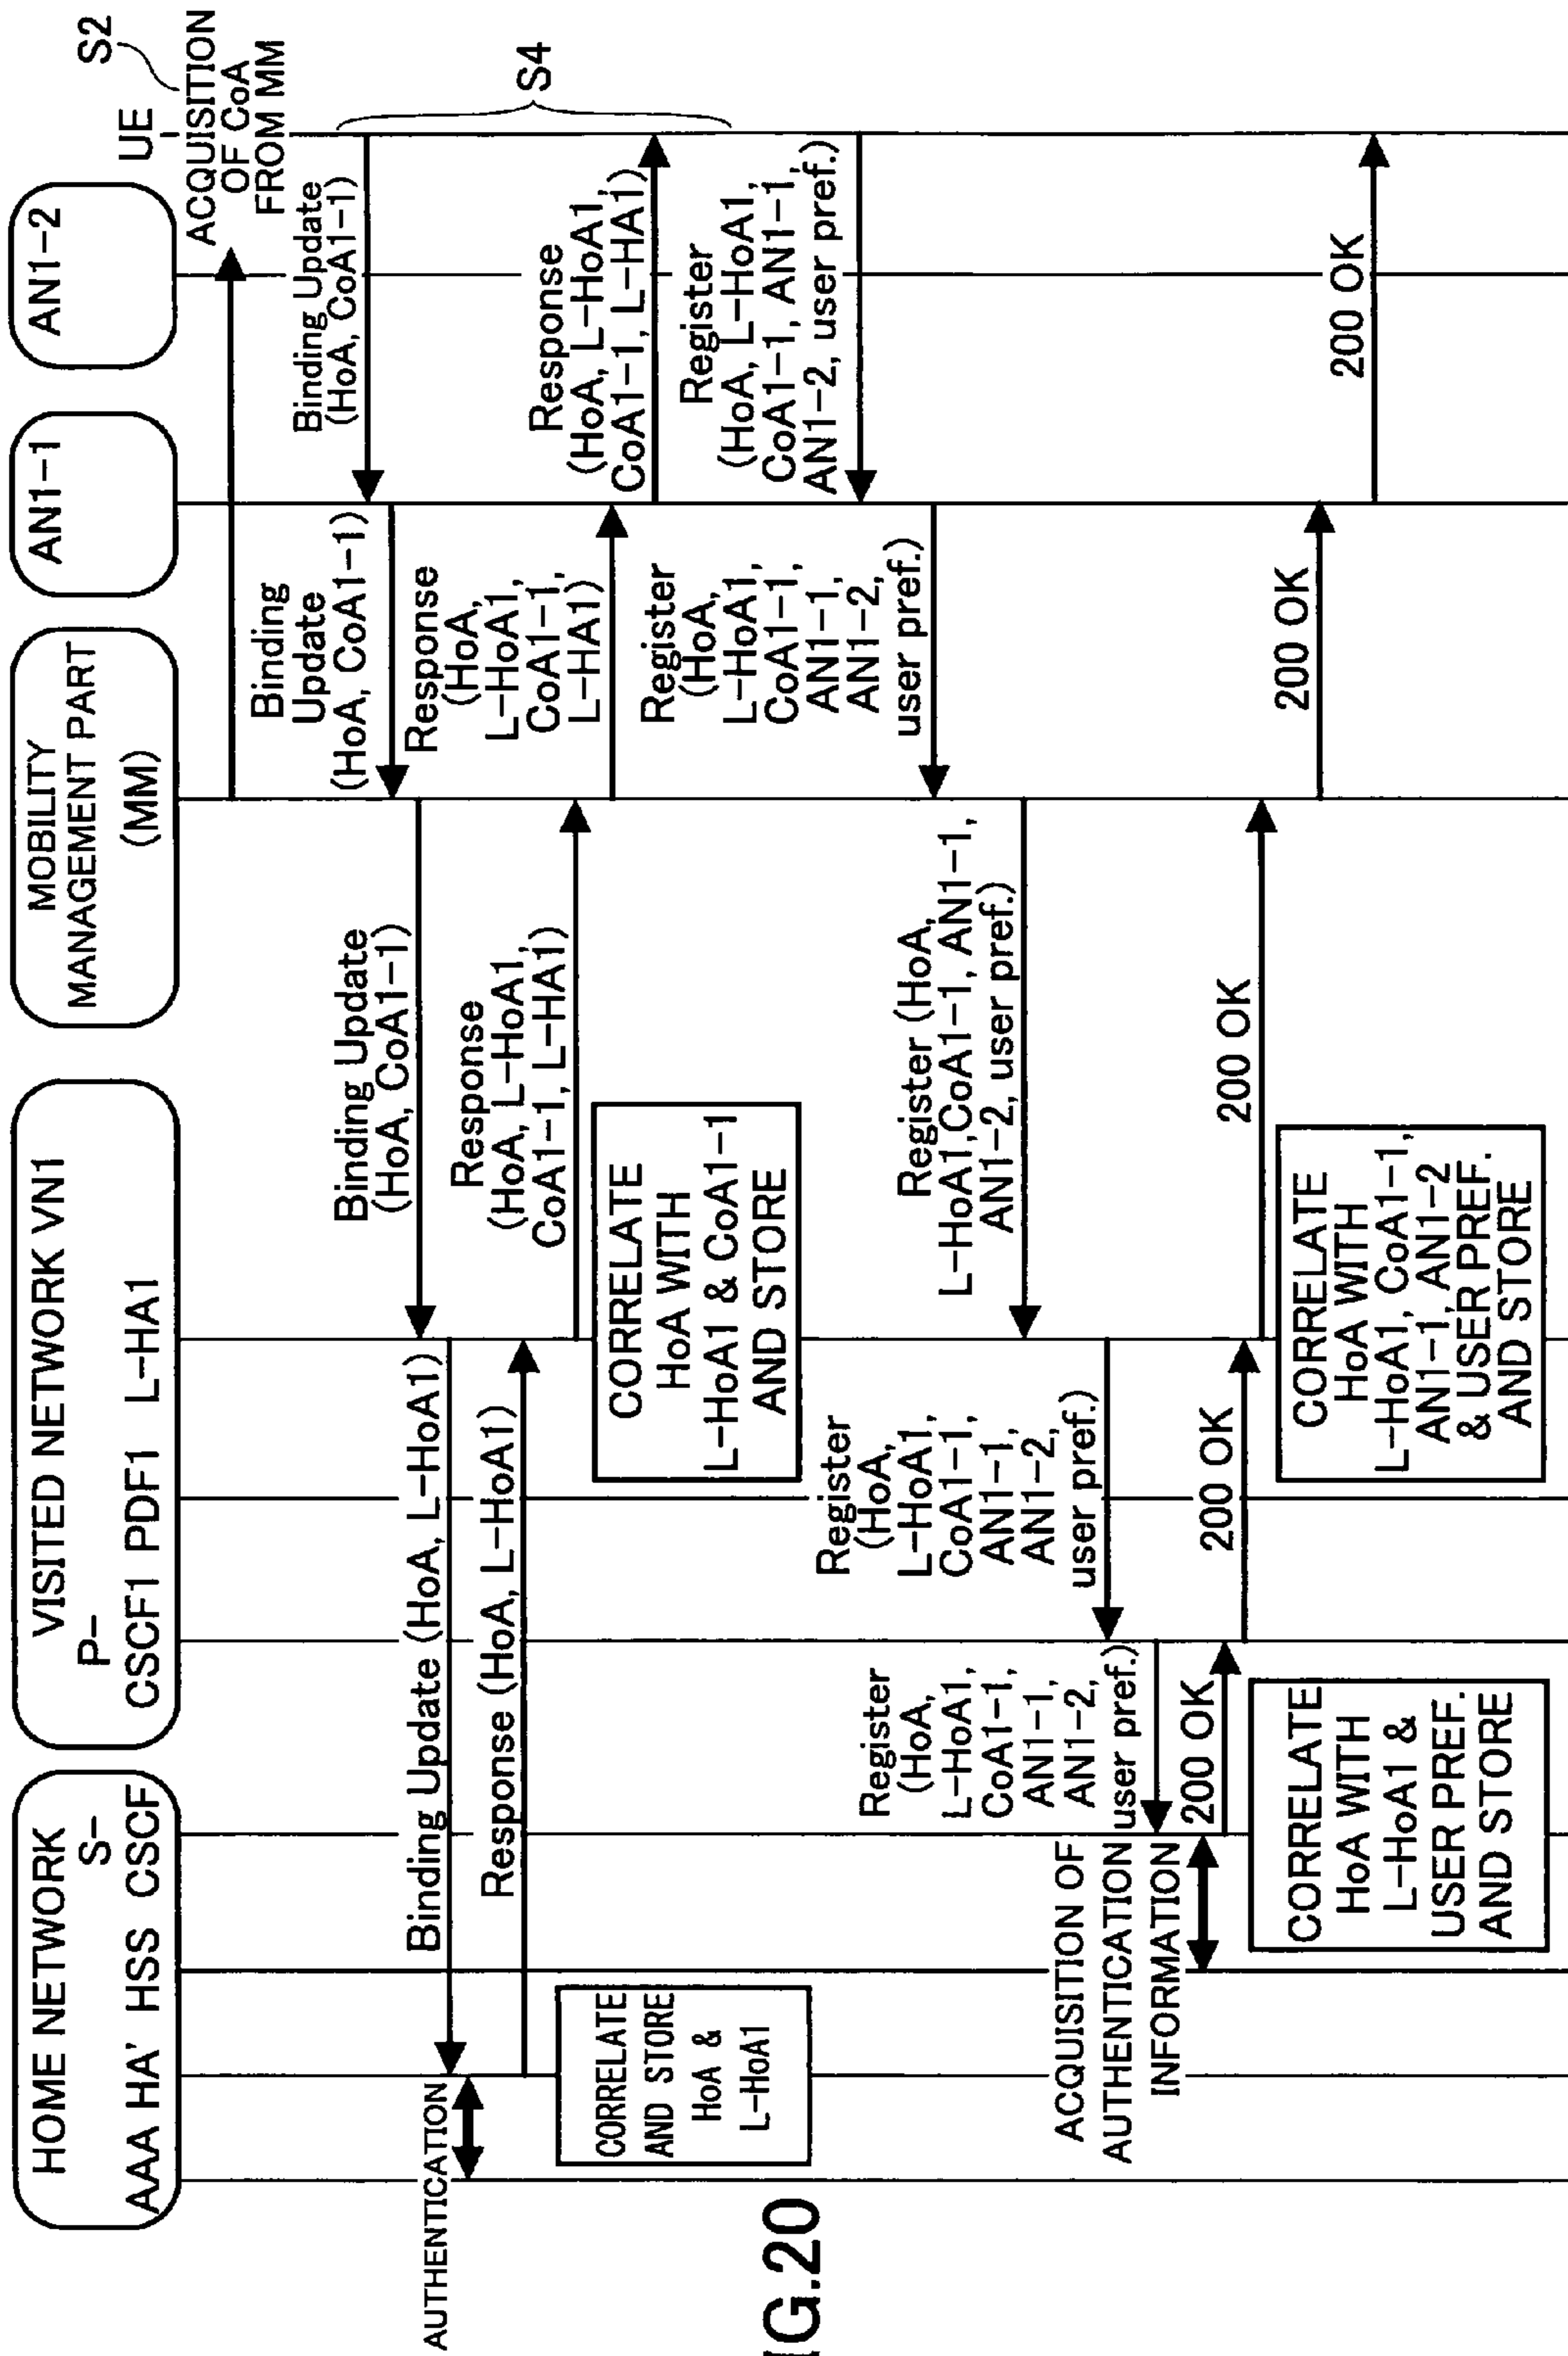 HOME NETWORK
S-
AAA HA' HSS CSCF
VISITED NETWORK VN1
P-
CSCF1 PDF1 L-HA1
MOBILITY
MANAGEMENT PART
(MM)
AN1-1
AN1-2
UE
S2
ACQUISITION
OF CoA
FROM MM
S4
Binding Update
(HoA, CoA1-1)
Binding
Update
(HoA, CoA1-1)
Binding Update
(HoA, CoA1-1)
Binding Update (HoA, L-HoA1)
AUTHENTICATION
Response (HoA, L-HoA1)
CORRELATE
AND STORE
HoA &
L-HoA1
Response
(HoA, L-HoA1,
CoA1-1, L-HA1)
CORRELATE
HoA WITH
L-HoA1 & CoA1-1
AND STORE
Response
(HoA,
L-HoA1,
CoA1-1,
L-HA1)
Response
(HoA, L-HoA1,
CoA1-1, L-HA1)
Register
(HoA, L-HoA1,
CoA1-1, AN1-1,
AN1-2, user pref.)
Register
(HoA,
L-HoA1,
CoA1-1,
AN1-1,
AN1-2,
user pref.)
Register (HoA,
L-HoA1,CoA1-1, AN1-1,
AN1-2, user pref.)
Register
(HoA,
L-HoA1,
CoA1-1,
AN1-1,
AN1-2,
user pref.)
Register
(HoA,
L-HoA1,
CoA1-1,
AN1-1,
AN1-2,
user pref.)
ACQUISITION OF
AUTHENTICATION
INFORMATION
200 OK
CORRELATE
HoA WITH
L-HoA1 &
USER PREF.
AND STORE
200 OK
200 OK
CORRELATE
HoA WITH
L-HoA1, CoA1-1,
AN1-1, AN1-2
& USER PREF.
AND STORE
200 OK
200 OK
IG.20